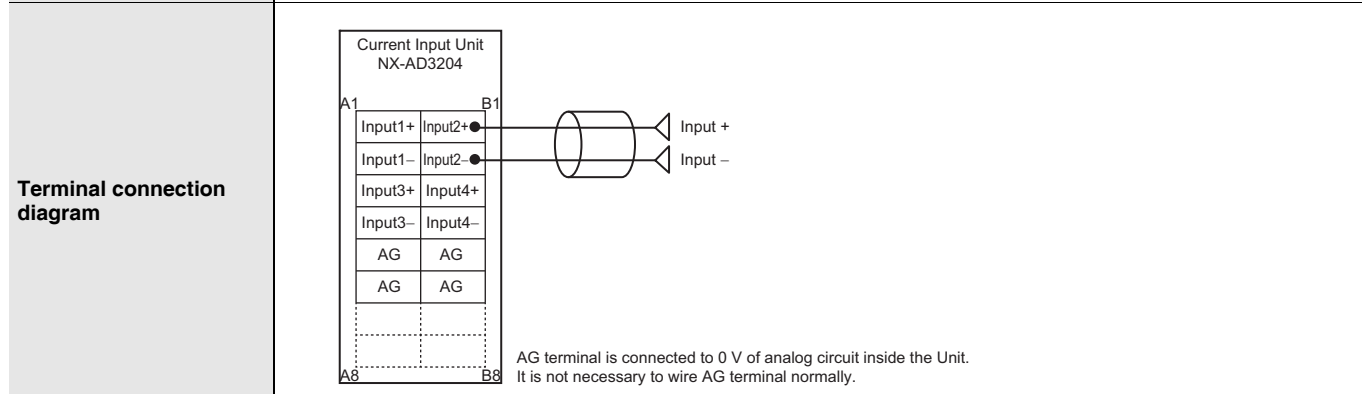 Terminal connection
diagram
Current Input Unit
NX-AD3204
A1 B1
Input1+ Input2+ Input +
Input1– Input2– Input –
Input3+ Input4+
Input3– Input4–
AG AG
AG AG
A8 B8
AG terminal is connected to 0 V of analog circuit inside the Unit.
It is not necessary to wire AG terminal normally.